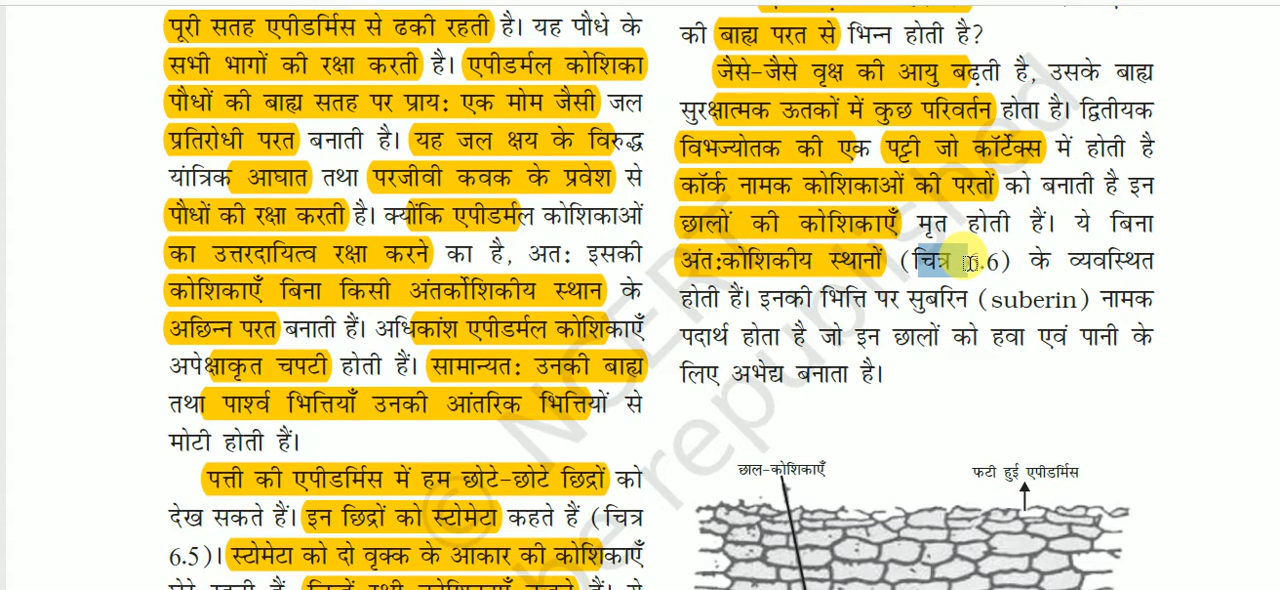 पूरी सतह एपीडर्मिस से ढकी रहती है। यह पौधे के
सभी भागों की रक्षा करती है। एपीडर्मल कोशिका
पौधों की बाह्य सतह पर प्राय: एक मोम जैसी जल
प्रतिरोधी परत बनाती है। यह जल क्षय के विरुद्ध
यांत्रिक आघात तथा परजीवी कवक के प्रवेश से
पौधों की रक्षा करती है। क्योंकि एपीडर्मल कोशिकाओं
का उत्तरदायित्व रक्षा करने का है, अत: इसकी
कोशिकाएँ बिना किसी अंतर्कोशिकीय स्थान के
अछिन्न परत बनाती हैं। अधिकांश एपीडर्मल कोशिकाएँ
अपेक्षाकृत चपटी होती हैं। सामान्यत: उनकी बाह्य
तथा पार्श्व भित्तियाँ उनकी आंतरिक भित्तियों से
मोटी होती हैं।
पत्ती की एपीडर्मिस में हम छोटे-छोटे छिद्रों को
देख सकते हैं। इन छिद्रों को स्टोमेटा कहते हैं (चित्र
6.5)। स्टोमेटा को दो वृक्क के आकार की कोशिकाएँ
की बाह्य परत से भिन्न होती है?
जैसे-जैसे वृक्ष की आयु बढ़ती है, उसके बाह्य
सुरक्षात्मक ऊतकों में कुछ परिवर्तन होता है। द्वितीयक
विभज्योतक की एक पट्टी जो कॉर्टेक्स में होती है
कॉर्क नामक कोशिकाओं की परतों को बनाती है इन
छालों की कोशिकाएँ मृत होती हैं। ये बिना
अंत:कोशिकीय स्थानों (चित्र .6) के व्यवस्थित
होती हैं। इनकी भित्ति पर सुबरिन (suberin) नामक
पदार्थ होता है जो इन छालों को हवा एवं पानी के
लिए अभेद्य बनाता है।
छाल-कोशिकाएँ
फटी हुई एपीडर्मिस
© NCERT
be republished